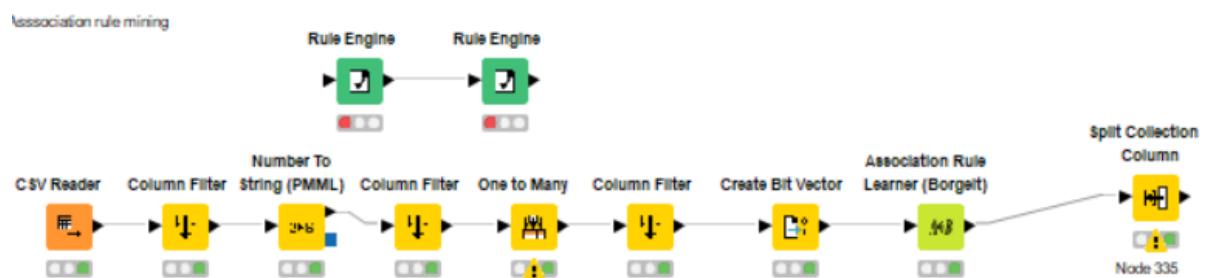 Asssociation rule mining
Rule Engine
Rule Engine
Split Collection
Column
Number To
Association Rule
CSV Reader
Column Filter
String (PMML)
Column Filter
One to Many
Column Filter
Create Bit Vector
Learner (Borgelt)
Node 335